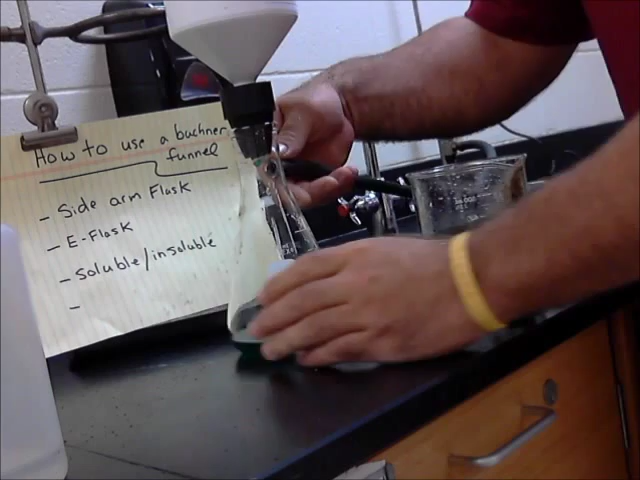 How to use a buchner
funnel
- Side arm Flask
- E-Flask
- Soluble/insoluble
-